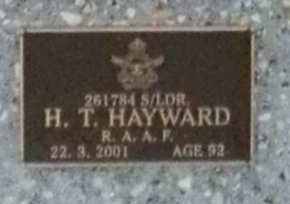 261784 S/LDR.
H. T. HAYWARD
R. A. A. F.
22. 3. 2001 AGE 92